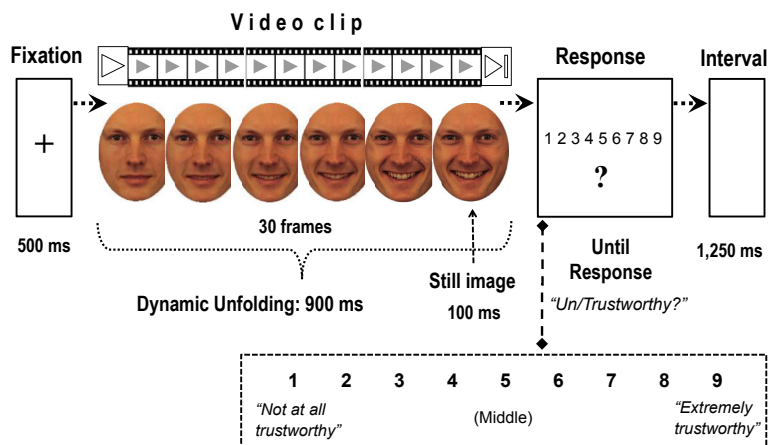 Video clip
Fixation
Response
Interval
+
1 2 3 4 5 6 7 8 9
?
500 ms
30 frames
Until
Response
1,250 ms
Dynamic Unfolding: 900 ms
Still image
100 ms
“Un/Trustworthy?”
1 2 3 4 5 6 7 8 9
“Not at all
trustworthy”
(Middle)
“Extremely
trustworthy”